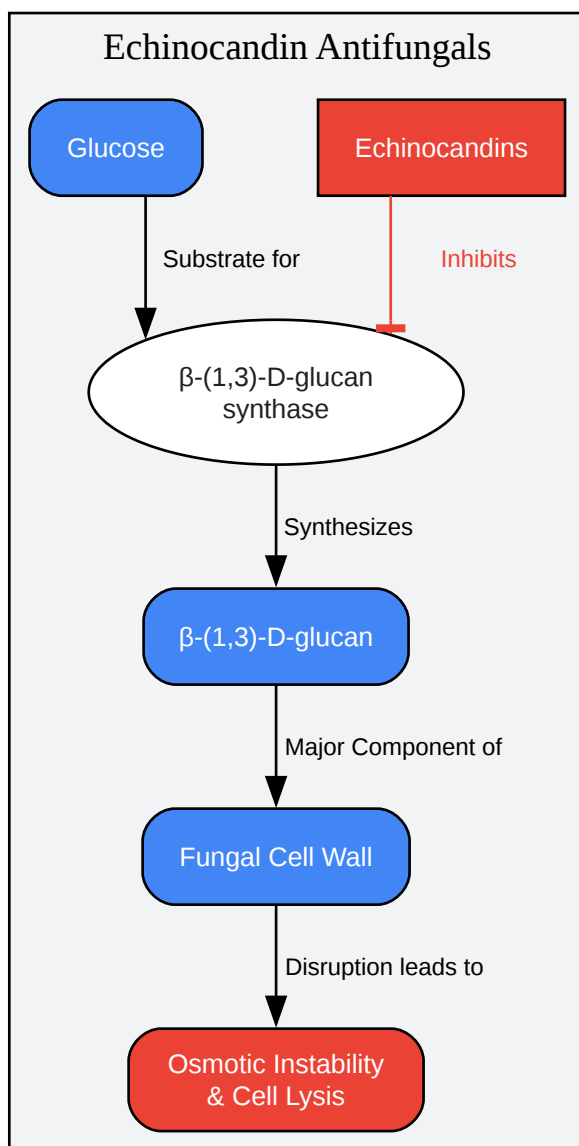 Echinocandin Antifungals
Glucose
Echinocandins
Substrate for
Inhibits
β-(1,3)-D-glucan
synthase
Synthesizes
β-(1,3)-D-glucan
Major Component of
Fungal Cell Wall
Disruption leads to
Osmotic Instability
& Cell Lysis